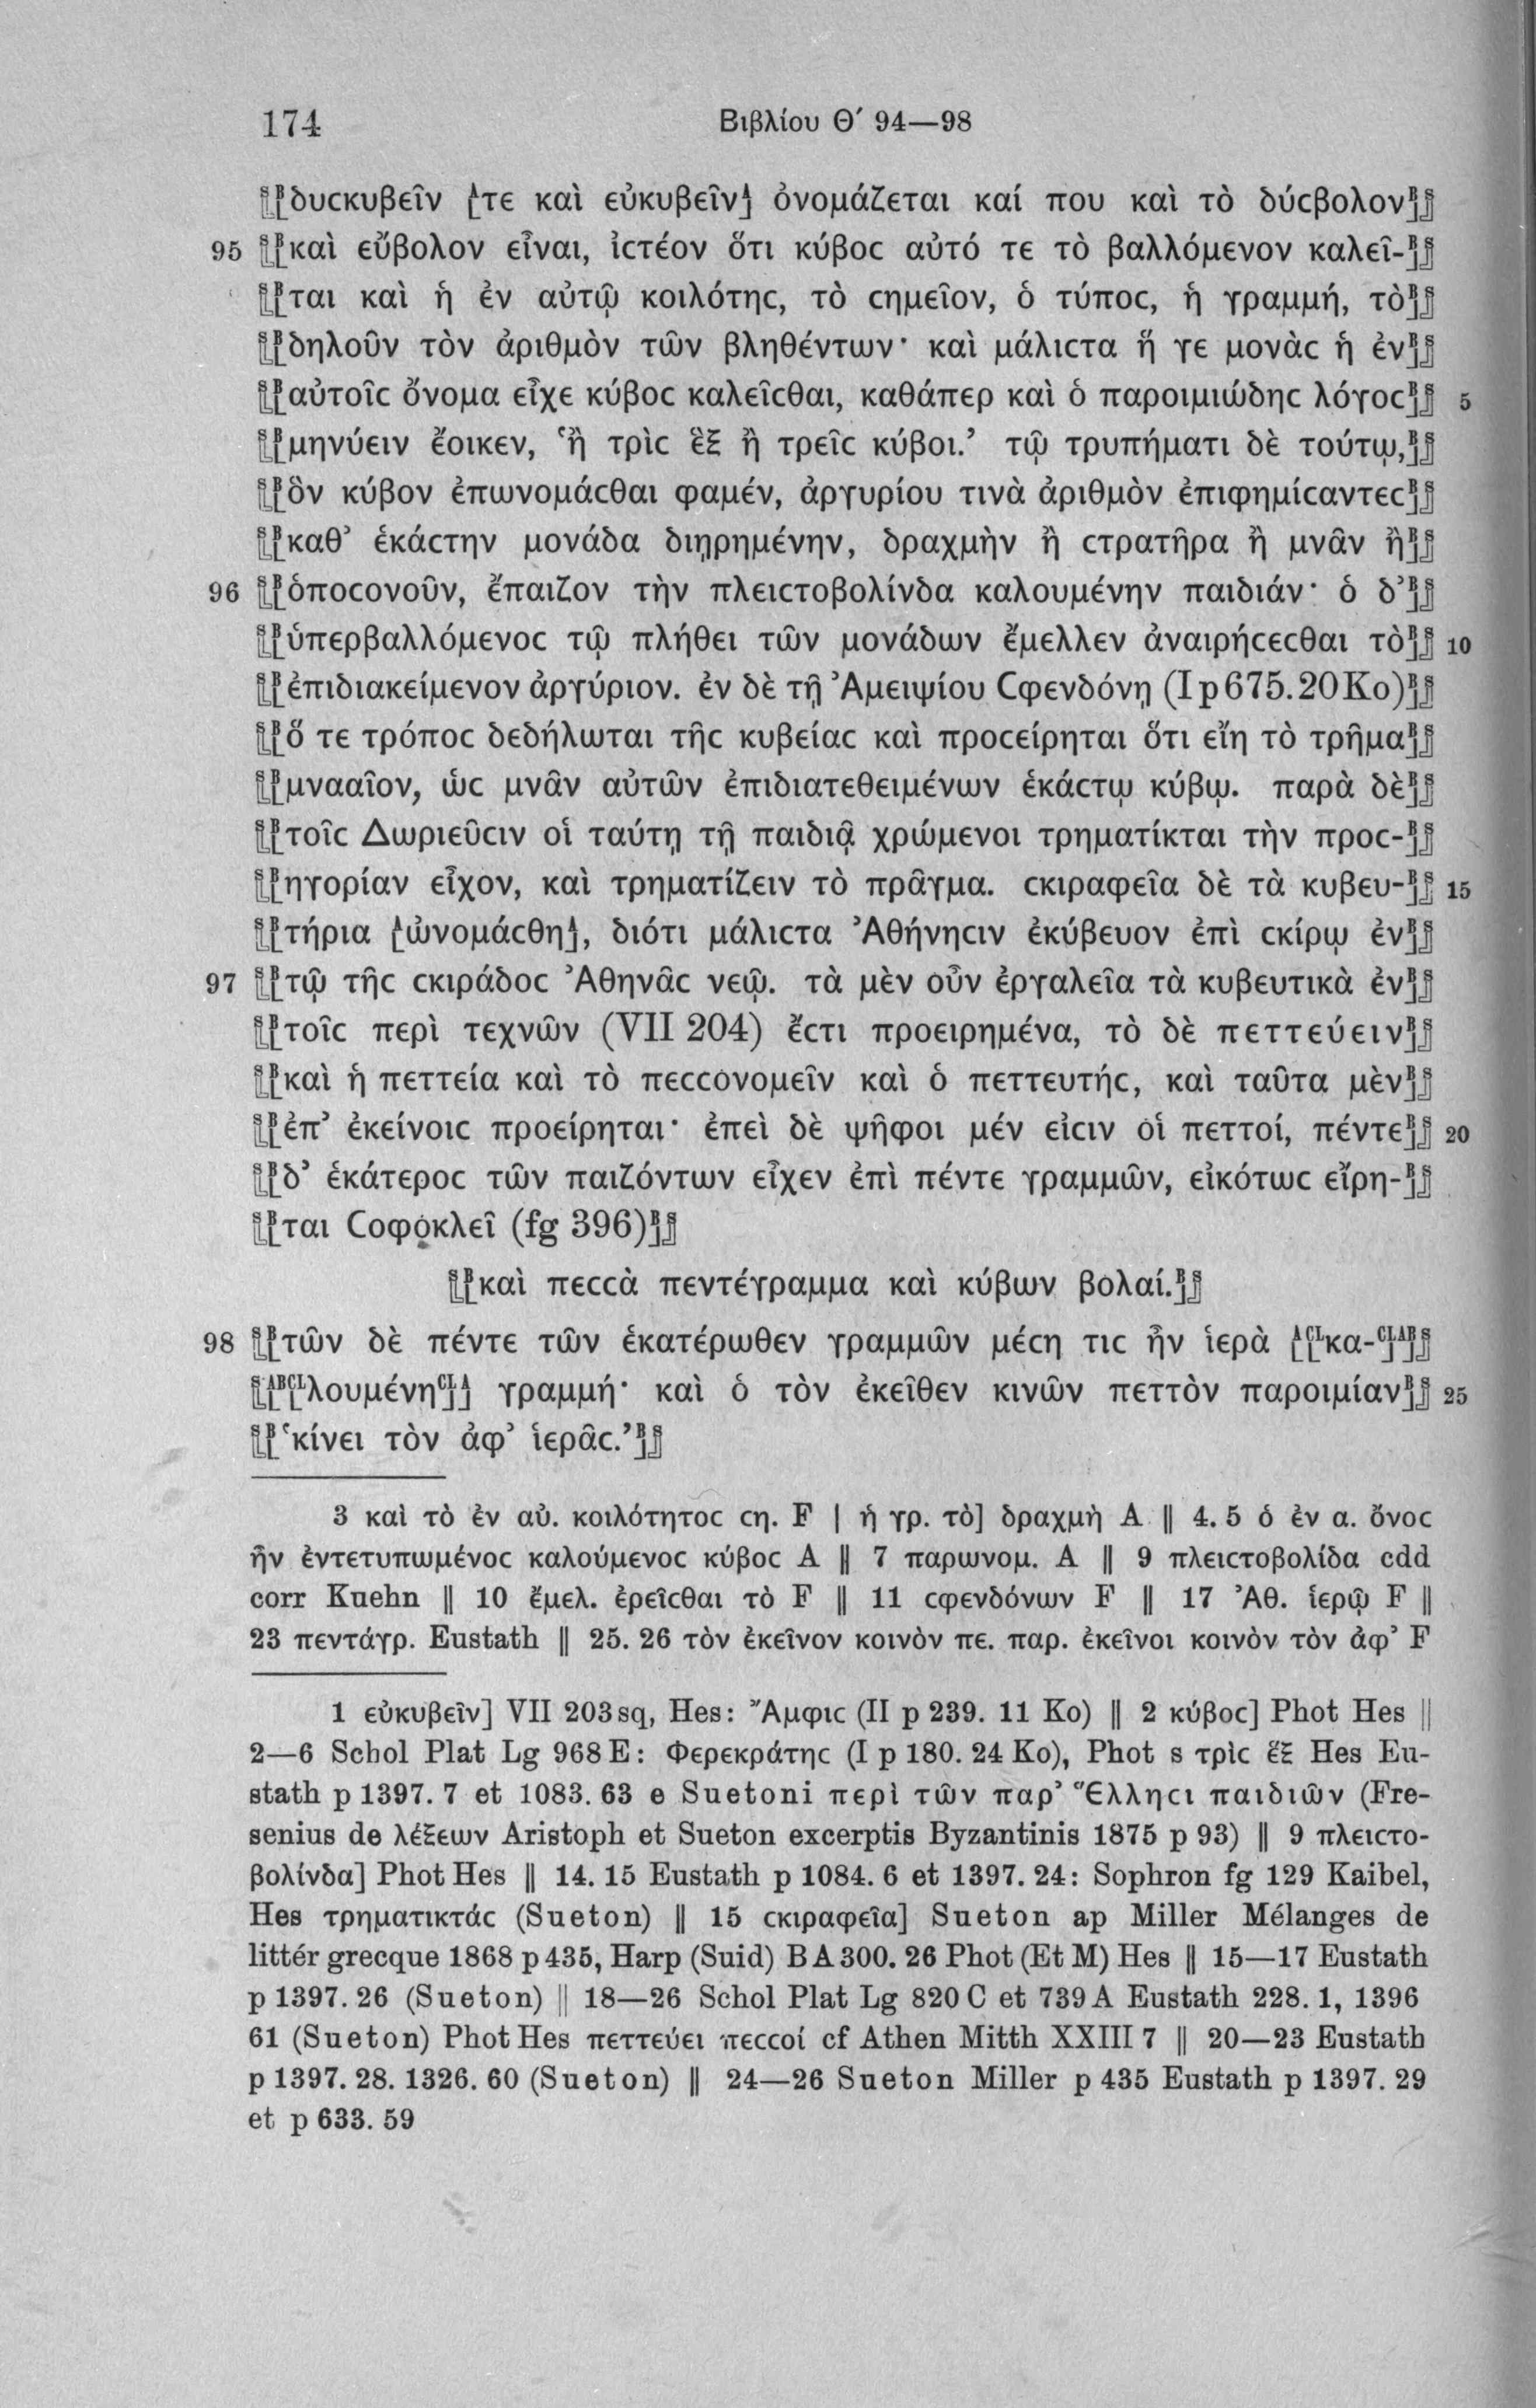 174 Βιβλίου Θ′ 94—98
⟦S⟦B δυϲκυβεῖν ⟦A τε καὶ εὐκυβεῖν A⟧ ὀνομάζεται καί που καὶ τὸ δύϲβολον B⟧S⟧
95 ⟦S⟦B καὶ εὔβολον εἶναι, ἰϲτέον ὅτι κύβοϲ αὐτό τε τὸ βαλλόμενον καλεῖ- B⟧S⟧
⟦S⟦B ται καὶ ἡ ἐν αὐτῷ κοιλότηϲ, τὸ ϲημεῖον, ὁ τύποϲ, ἡ γραμμή, τὸ B⟧S⟧
⟦S⟦B δηλοῦν τὸν ἀριθμὸν τῶν βληθέντων· καὶ μάλιϲτα ἥ γε μονὰϲ ἡ ἐν B⟧S⟧
⟦S⟦B αὐτοῖϲ ὄνομα εἶχε κύβοϲ καλεῖϲθαι, καθάπερ καὶ ὁ παροιμιώδηϲ λόγοϲ B⟧S⟧ 5
⟦S⟦B μηνύειν ἔοικεν, ‘ἢ τρὶϲ ἓξ ἢ τρεῖϲ κύβοι.’ τῷ τρυπήματι δὲ τούτῳ, B⟧S⟧
⟦S⟦B ὃν κύβον ἐπωνομάϲθαι φαμέν, ἀργυρίου τινὰ ἀριθμὸν ἐπιφημίϲαντεϲ B⟧S⟧
⟦S⟦B καθ’ ἑκάϲτην μονάδα διῃρημένην, δραχμὴν ἢ ϲτρατῆρα ἢ μνᾶν ἢ B⟧S⟧
96 ⟦S⟦B ὁποϲονοῦν, ἔπαιζον τὴν πλειϲτοβολίνδα καλουμένην παιδιάν· ὁ δ’ B⟧S⟧
⟦S⟦B ὑπερβαλλόμενοϲ τῷ πλήθει τῶν μονάδων ἔμελλεν ἀναιρήϲεϲθαι τὸ B⟧S⟧ 10
⟦S⟦B ἐπιδιακείμενον ἀργύριον. ἐν δὲ τῇ Ἀμειψίου Ϲφενδόνῃ (I p 675. 20 Ko) B⟧S⟧
⟦S⟦B ὅ τε τρόποϲ δεδήλωται τῆϲ κυβείαϲ καὶ προϲείρηται ὅτι εἴη τὸ τρῆμα B⟧S⟧
⟦S⟦B μνααῖον, ὡϲ μνᾶν αὐτῶν ἐπιδιατεθειμένων ἑκάϲτῳ κύβῳ. παρὰ δὲ B⟧S⟧
⟦S⟦B τοῖϲ Δωριεῦϲιν οἱ ταύτῃ τῇ παιδιᾷ χρώμενοι τρηματίκται τὴν προϲ- B⟧S⟧
⟦S⟦B ηγορίαν εἶχον, καὶ τρηματίζειν τὸ πρᾶγμα. ϲκιραφεῖα δὲ τὰ κυβευ- B⟧S⟧ 15
⟦S⟦B τήρια ⟦A ὠνομάϲθη A⟧, διότι μάλιϲτα Ἀθήνηϲιν ἐκύβευον ἐπὶ ϲκίρῳ ἐν B⟧S⟧
97 ⟦S⟦B τῷ τῆϲ ϲκιράδοϲ Ἀθηνᾶϲ νεῴ. τὰ μὲν οὖν ἐργαλεῖα τὰ κυβευτικὰ ἐν B⟧S⟧
⟦S⟦B τοῖϲ περὶ τεχνῶν (VII 204) ἔϲτι προειρημένα, τὸ δὲ πεττεύειν B⟧S⟧
⟦S⟦B καὶ ἡ πεττεία καὶ τὸ πεϲϲονομεῖν καὶ ὁ πεττευτήϲ, καὶ ταῦτα μὲν B⟧S⟧
⟦S⟦B ἐπ’ ἐκείνοιϲ προείρηται· ἐπεὶ δὲ ψῆφοι μέν εἰϲιν οἱ πεττοί, πέντε B⟧S⟧ 20
⟦S⟦B δ’ ἑκάτεροϲ τῶν παιζόντων εἶχεν ἐπὶ πέντε γραμμῶν, εἰκότωϲ εἴρη- B⟧S⟧
⟦S⟦B ται Ϲοφοκλεῖ (fg 396) B⟧S⟧
⟦S⟦B καὶ πεϲϲὰ πεντέγραμμα καὶ κύβων βολαί. B⟧S⟧
98 ⟦S⟦B τῶν δὲ πέντε τῶν ἑκατέρωθεν γραμμῶν μέϲη τιϲ ἦν ἱερὰ ⟦A⟦CL κα- CL⟧A⟧B⟧S⟧
⟦S⟦AB⟦CL λουμένη CL⟧A⟧ γραμμή· καὶ ὁ τὸν ἐκεῖθεν κινῶν πεττὸν παροιμίαν B⟧S⟧ 25
⟦S⟦B ‘κίνει τὸν ἀφ’ ἱερᾶϲ.’ B⟧S⟧
3 καὶ τὸ ἐν αὐ. κοιλότητοϲ ϲη. F | ἡ γρ. τὸ] δραχμὴ A ‖ 4. 5 ὁ ἐν α. ὄνοϲ
ἦν ἐντετυπωμένοϲ καλούμενοϲ κύβοϲ A ‖ 7 παρωνομ. A ‖ 9 πλειϲτοβολίδα cdd
corr Kuehn ‖ 10 ἔμελ. ἐρεῖϲθαι τὸ F ‖ 11 ϲφενδόνων F ‖ 17 Ἀθ. ἱερῷ F ‖
23 πεντάγρ. Eustath ‖ 25. 26 τὸν ἐκεῖνον κοινὸν πε. παρ. ἐκεῖνοι κοινὸν τὸν ἀφ’ F
1 εὐκυβεῖν] VII 203 sq, Hes: Ἄμφιϲ (II p 239. 11 Ko) ‖ 2 κύβοϲ] Phot Hes ‖
2—6 Schol Plat Lg 968 E: Φερεκράτηϲ (I p 180. 24 Ko), Phot s τρὶϲ ἕξ Hes Eu-
stath p 1397. 7 et 1083. 63 e Suetoni περὶ τῶν παρ’ Ἕλληϲι παιδιῶν (Fre-
senius de λέξεων Aristoph et Sueton excerptis Byzantinis 1875 p 93) ‖ 9 πλειϲτο-
βολίνδα] Phot Hes ‖ 14. 15 Eustath p 1084. 6 et 1397. 24: Sophron fg 129 Kaibel,
Hes τρηματικτάϲ (Sueton) ‖ 15 ϲκιραφεῖα] Sueton ap Miller Mélanges de
littér grecque 1868 p 435, Harp (Suid) BA 300. 26 Phot (Et M) Hes ‖ 15—17 Eustath
p 1397. 26 (Sueton) ‖ 18—26 Schol Plat Lg 820 C et 739 A Eustath 228. 1, 1396
61 (Sueton) Phot Hes πεττεύει πεϲϲοί cf Athen Mitth XXIII 7 ‖ 20—23 Eustath
p 1397. 28. 1326. 60 (Sueton) ‖ 24—26 Sueton Miller p 435 Eustath p 1397. 29
et p 633. 59